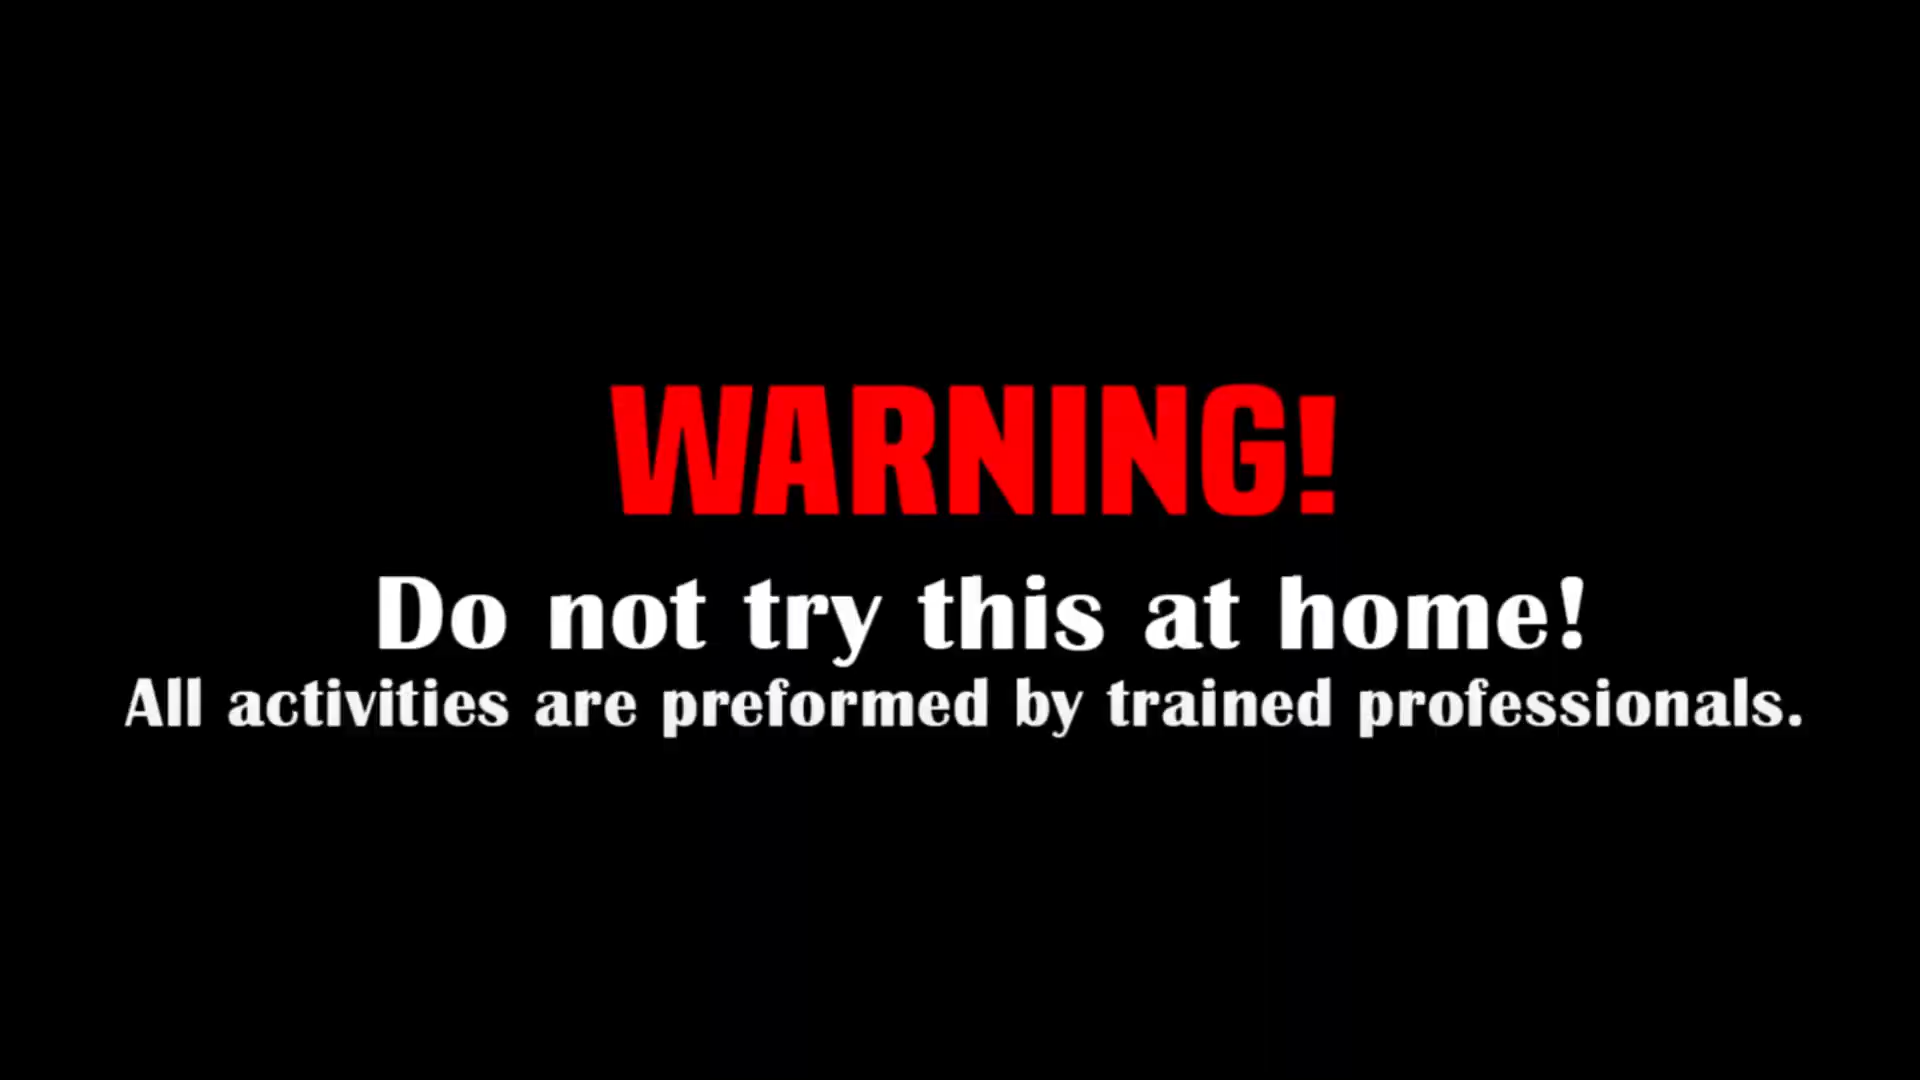 WARNING!
Do not try this at home!
All activities are preformed by trained professionals.